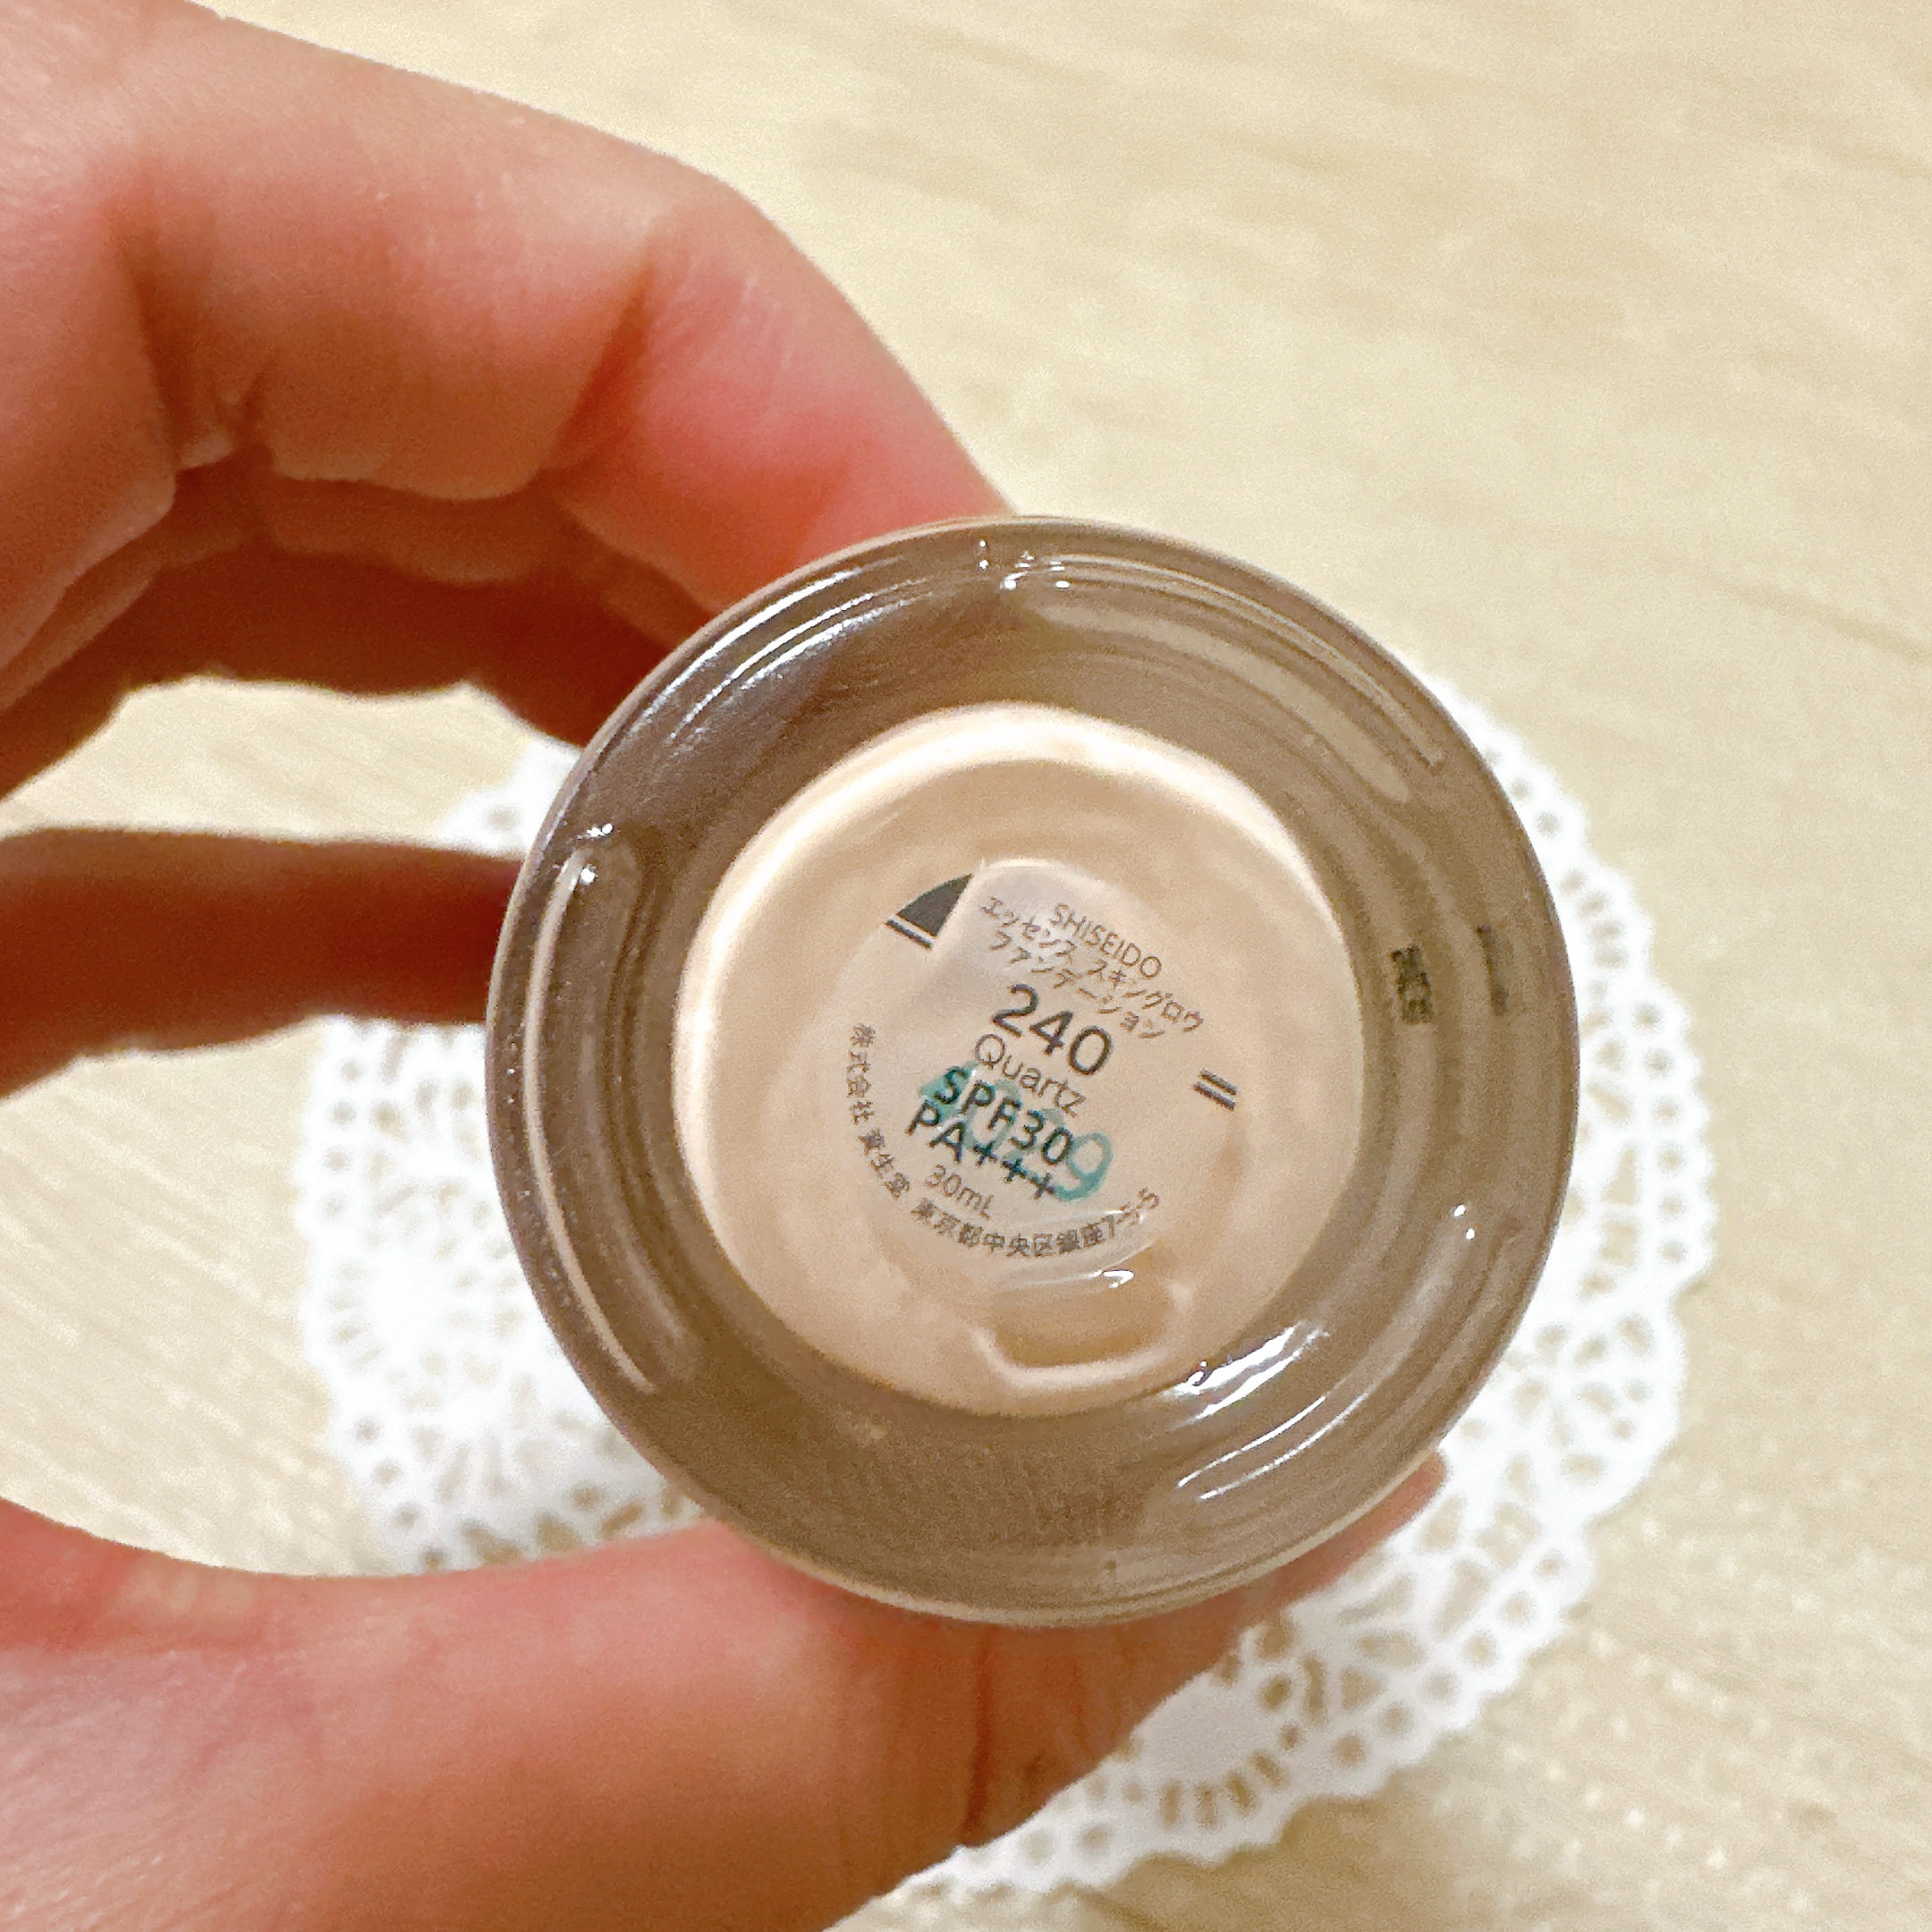 SHISEIDO
エッセンス スキングロウ
ファンデーション
240
Quartz
SPF30
PA+++
30mL
株式会社 資生堂 東京都中央区銀座7-5-5